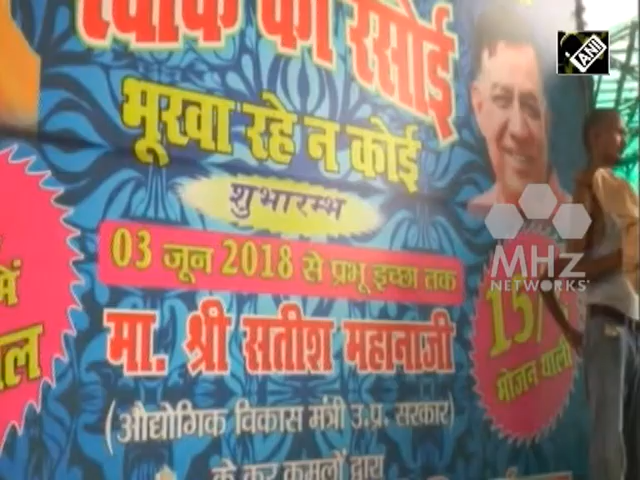 की रसोई
भूखा रहे न कोई
शुभारम्भ
03 जून 2018 से प्रभू इच्छा तक
मा. श्री सतीश महानाजी
(औद्योगिक विकास मंत्री उ.प्र. सरकार)
के कर कमलों द्वारा
में
15/
भोजन थाली
ANI
MHz
NETWORKS